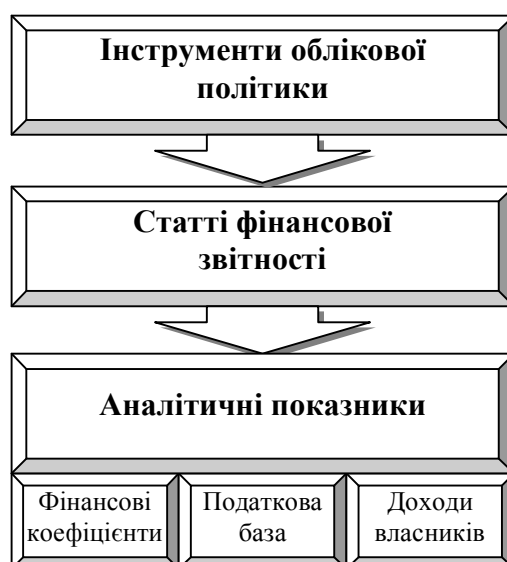 Інструменти облікової
політики
Статті фінансової
звітності
Аналітичні показники
Фінансові
коефіцієнти
Податкова
база
Доходи
власників